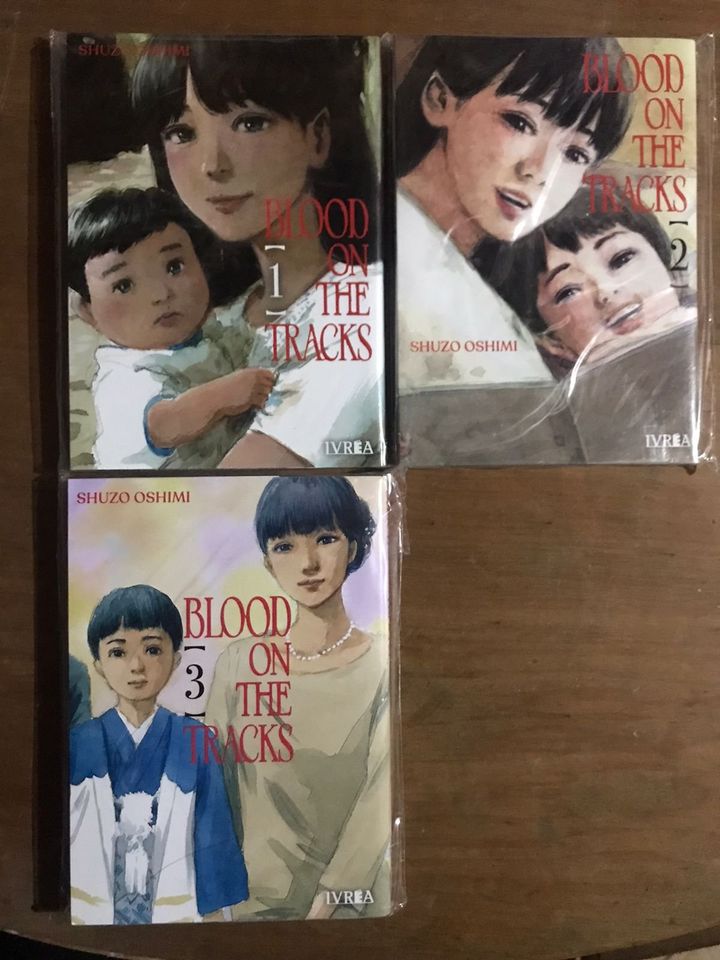 SHUZO OSHIMI
BLOOD
[1]
ON
THE
TRACKS
IVREA
BLOOD
ON
THE
TRACKS
[2]
SHUZO OSHIMI
IVREA
SHUZO OSHIMI
BLOOD
[3]
ON
THE
TRACKS
IVREA